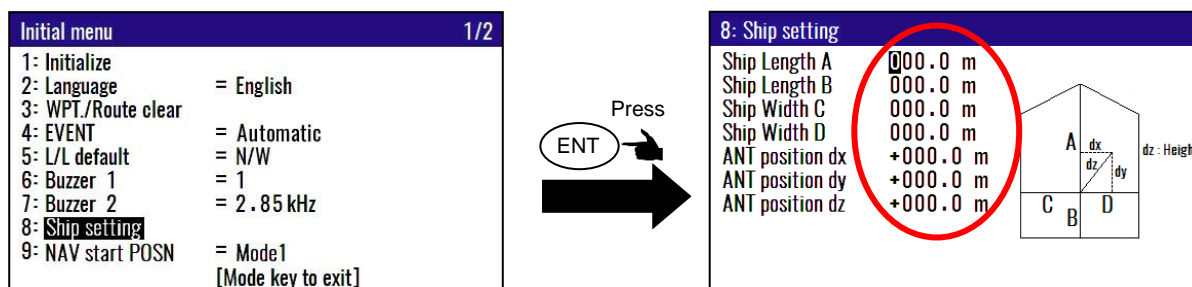 Initial menu 1/2
1: Initialize
2: Language = English
3: WPT./Route clear
4: EVENT = Automatic
5: L/L default = N/W
6: Buzzer 1 = 1
7: Buzzer 2 = 2.85 kHz
8: Ship setting
9: NAV start POSN = Mode1
[Mode key to exit]
Press
ENT
8: Ship setting
Ship Length A 000.0 m
Ship Length B 000.0 m
Ship Width C 000.0 m
Ship Width D 000.0 m
ANT position dx +000.0 m
ANT position dy +000.0 m
ANT position dz +000.0 m
A dx
dz dy
dz : Heigh
C D
B